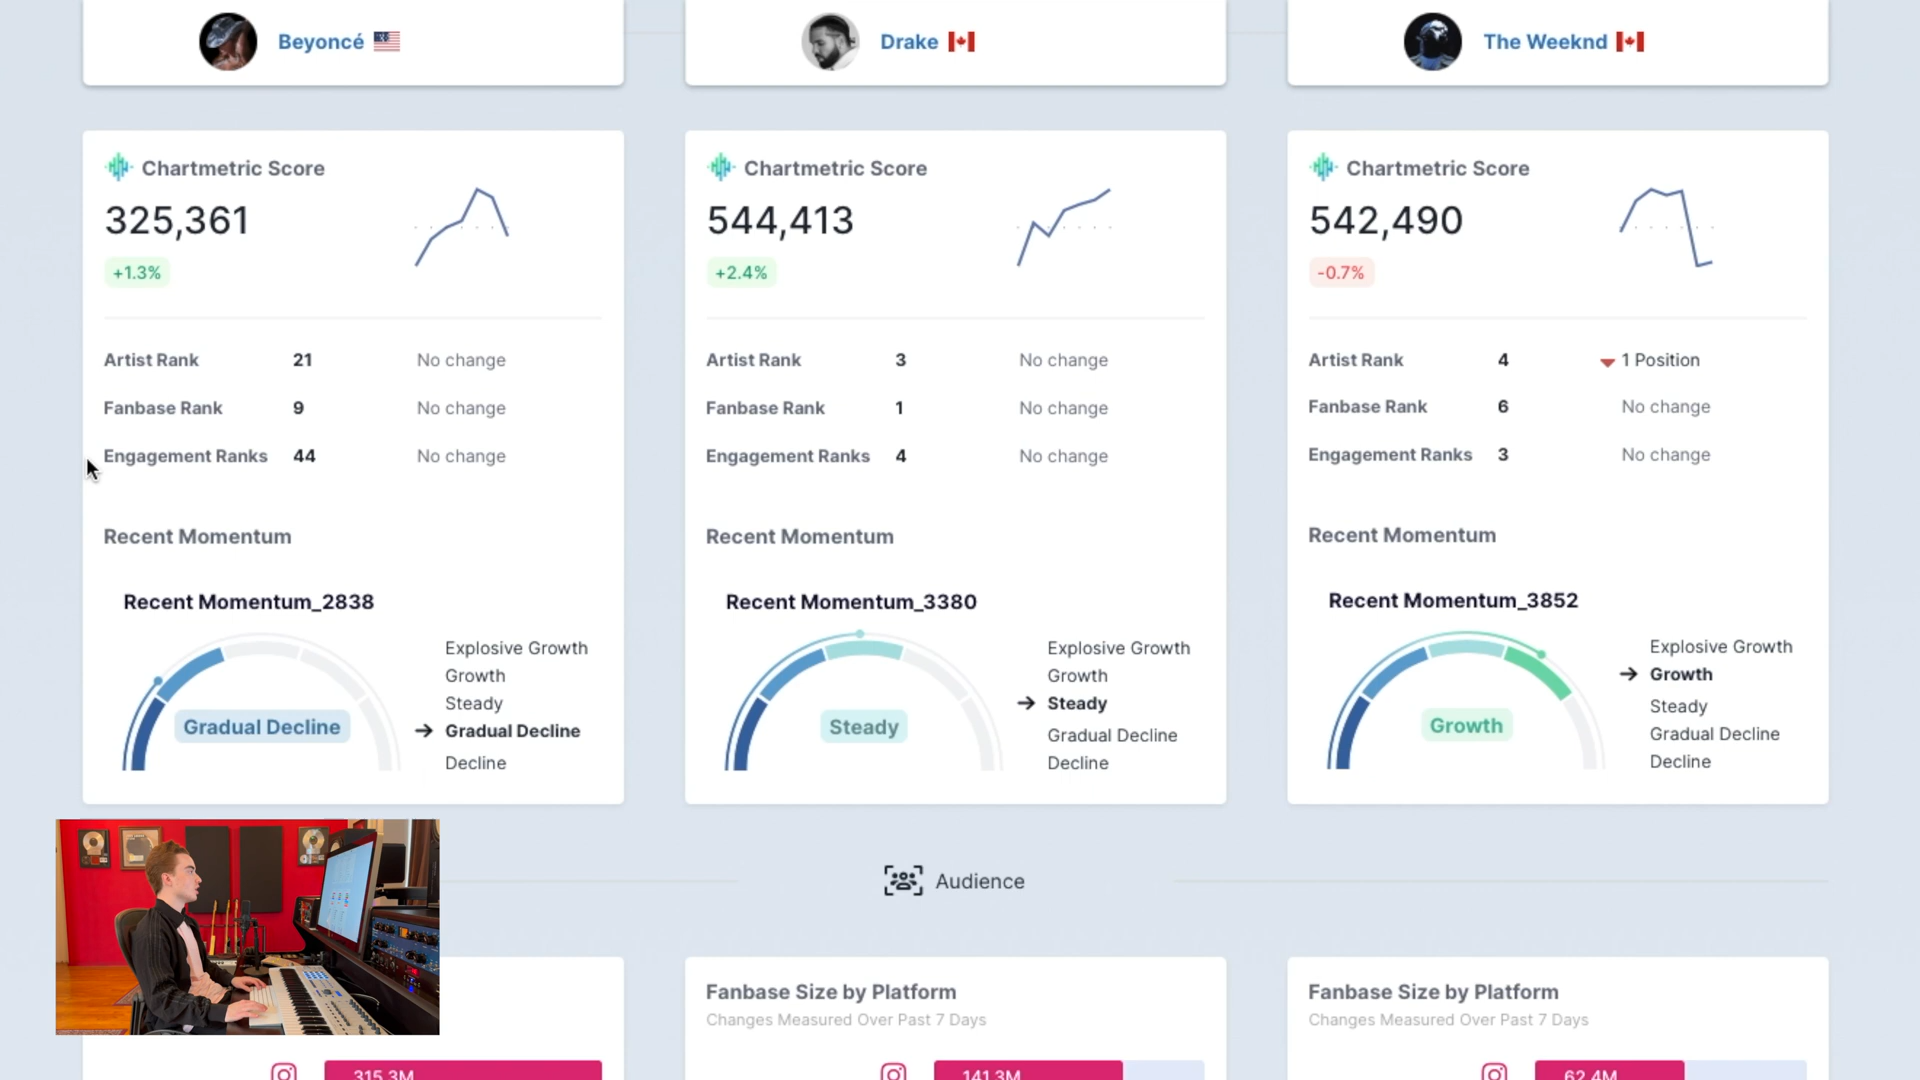 Beyoncé
Drake
The Weeknd
Chartmetric Score
325,361
+1.3%
Artist Rank 21 No change
Fanbase Rank 9 No change
Engagement Ranks 44 No change
Recent Momentum
Recent Momentum_2838
Gradual Decline
Explosive Growth
Growth
Steady
Gradual Decline
Decline
Chartmetric Score
544,413
+2.4%
Artist Rank 3 No change
Fanbase Rank 1 No change
Engagement Ranks 4 No change
Recent Momentum
Recent Momentum_3380
Steady
Explosive Growth
Growth
Steady
Gradual Decline
Decline
Chartmetric Score
542,490
-0.7%
Artist Rank 4 1 Position
Fanbase Rank 6 No change
Engagement Ranks 3 No change
Recent Momentum
Recent Momentum_3852
Growth
Explosive Growth
Growth
Steady
Gradual Decline
Decline
Audience
315.3M
Fanbase Size by Platform
Changes Measured Over Past 7 Days
141.3M
Fanbase Size by Platform
Changes Measured Over Past 7 Days
62.4M